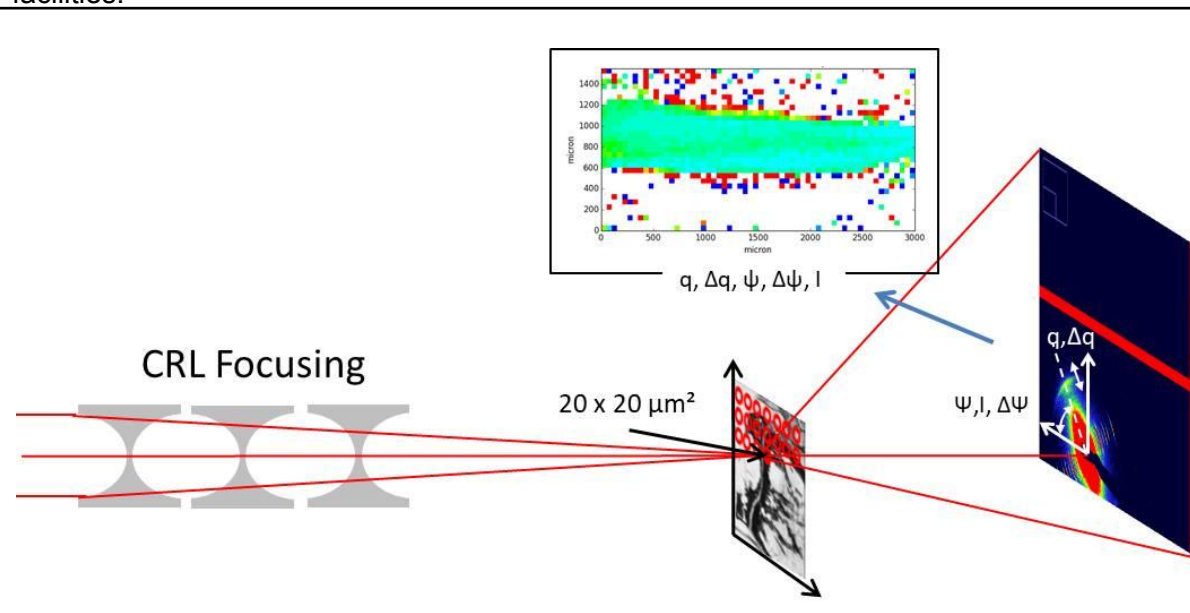 facilities.
1400
1200
1000
800
600
400
200
0
micron
0 500 1000 1500 2000 2500 3000
micron
q, Δq, ψ, Δψ, I
CRL Focusing
20 x 20 μm²
q,Δq
Ψ,I, ΔΨ